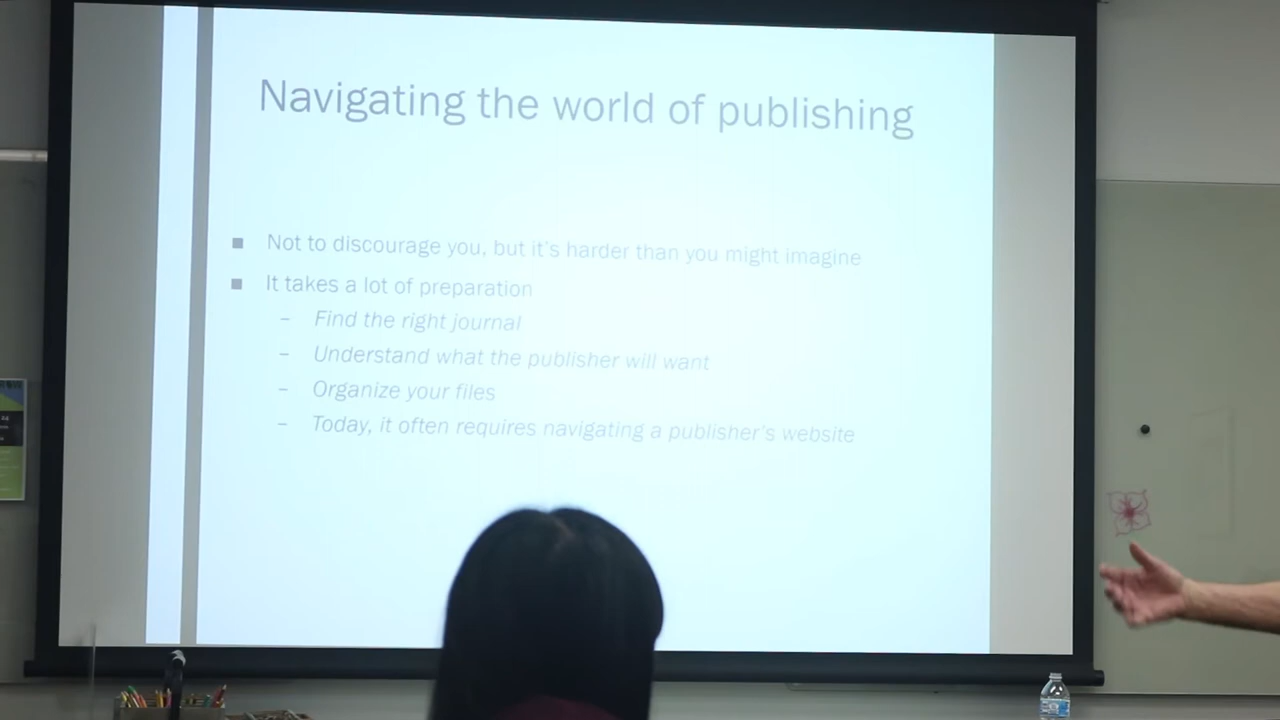 Navigating the world of publishing
■ Not to discourage you, but it's harder than you might imagine
■ It takes a lot of preparation
– Find the right journal
– Understand what the publisher will want
– Organize your files
– Today, it often requires navigating a publisher's website